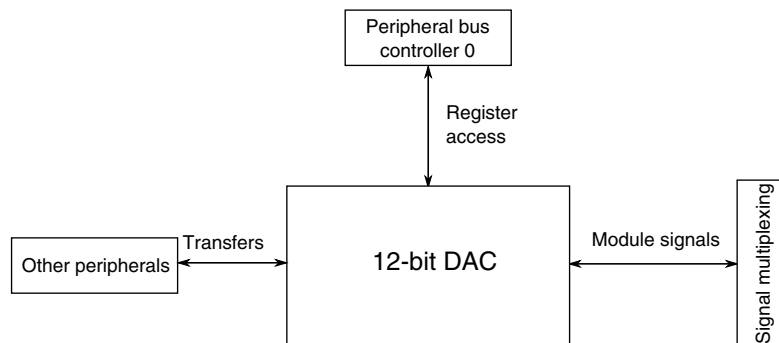 Peripheral bus
controller 0
Register
access
Transfers
Other peripherals
12-bit DAC
Module signals
Signal multiplexing